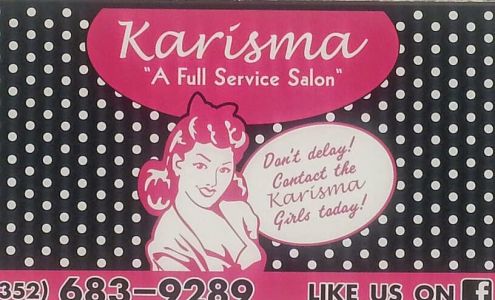 Karisma
"A Full Service Salon"
Don't delay!
Contact the
Karisma
Girls today!
352) 683-9289 LIKE US ON f